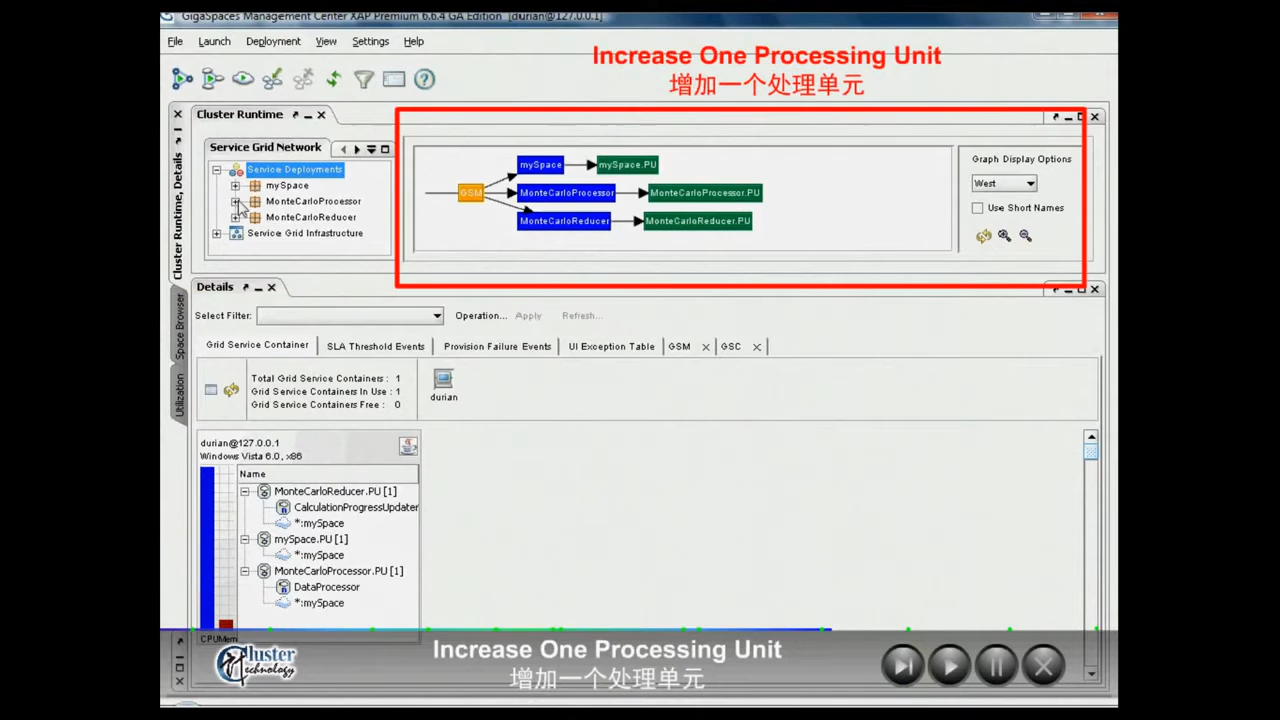 GigaSpaces Management Center XAP Premium 6.6.4 GA Edition [durian@127.0.0.1]
File Launch Deployment View Settings Help
Increase One Processing Unit
增加一个处理单元
Cluster Runtime
Service Grid Network
Service Deployments
mySpace
MonteCarloProcessor
MonteCarloReducer
Service Grid Infrastructure
GSM
mySpace mySpace.PU
MonteCarloProcessor MonteCarloProcessor.PU
MonteCarloReducer MonteCarloReducer.PU
Graph Display Options
West
Use Short Names
Cluster Runtime, Details
Space Browser
Utilization
Details
Select Filter: Operation... Apply Refresh...
Grid Service Container SLA Threshold Events Provision Failure Events UI Exception Table GSM GSC
Total Grid Service Containers : 1
Grid Service Containers In Use : 1
Grid Service Containers Free : 0
durian
durian@127.0.0.1
Windows Vista 6.0, x86
Name
MonteCarloReducer.PU [1]
CalculationProgressUpdater
*:mySpace
mySpace.PU [1]
*:mySpace
MonteCarloProcessor.PU [1]
DataProcessor
*:mySpace
CPUMem
Cluster
Technology
Increase One Processing Unit
增加一个处理单元